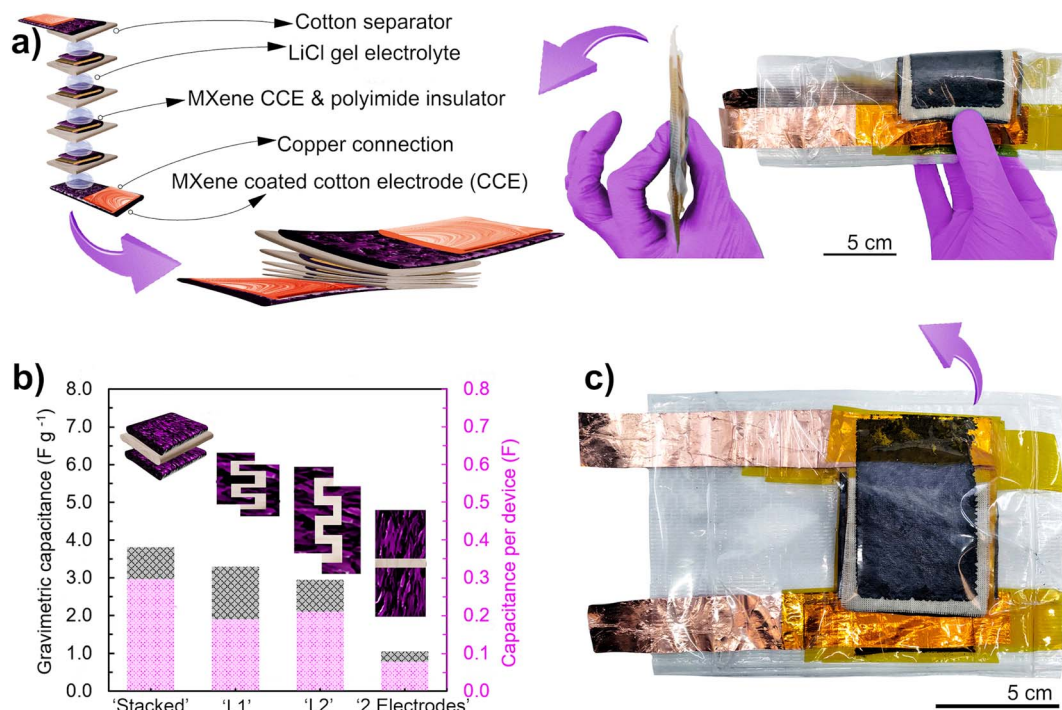 a)
Cotton separator
LiCl gel electrolyte
MXene CCE & polyimide insulator
Copper connection
MXene coated cotton electrode (CCE)
5 cm
b)
Gravimetric capacitance (F g⁻¹)
8.0
7.0
6.0
5.0
4.0
3.0
2.0
1.0
0.0
0.8
0.7
0.6
0.5
0.4
0.3
0.2
0.1
0.0
Capacitance per device (F)
'Stacked'
'L1'
'L2'
'2 Electrodes'
c)
5 cm